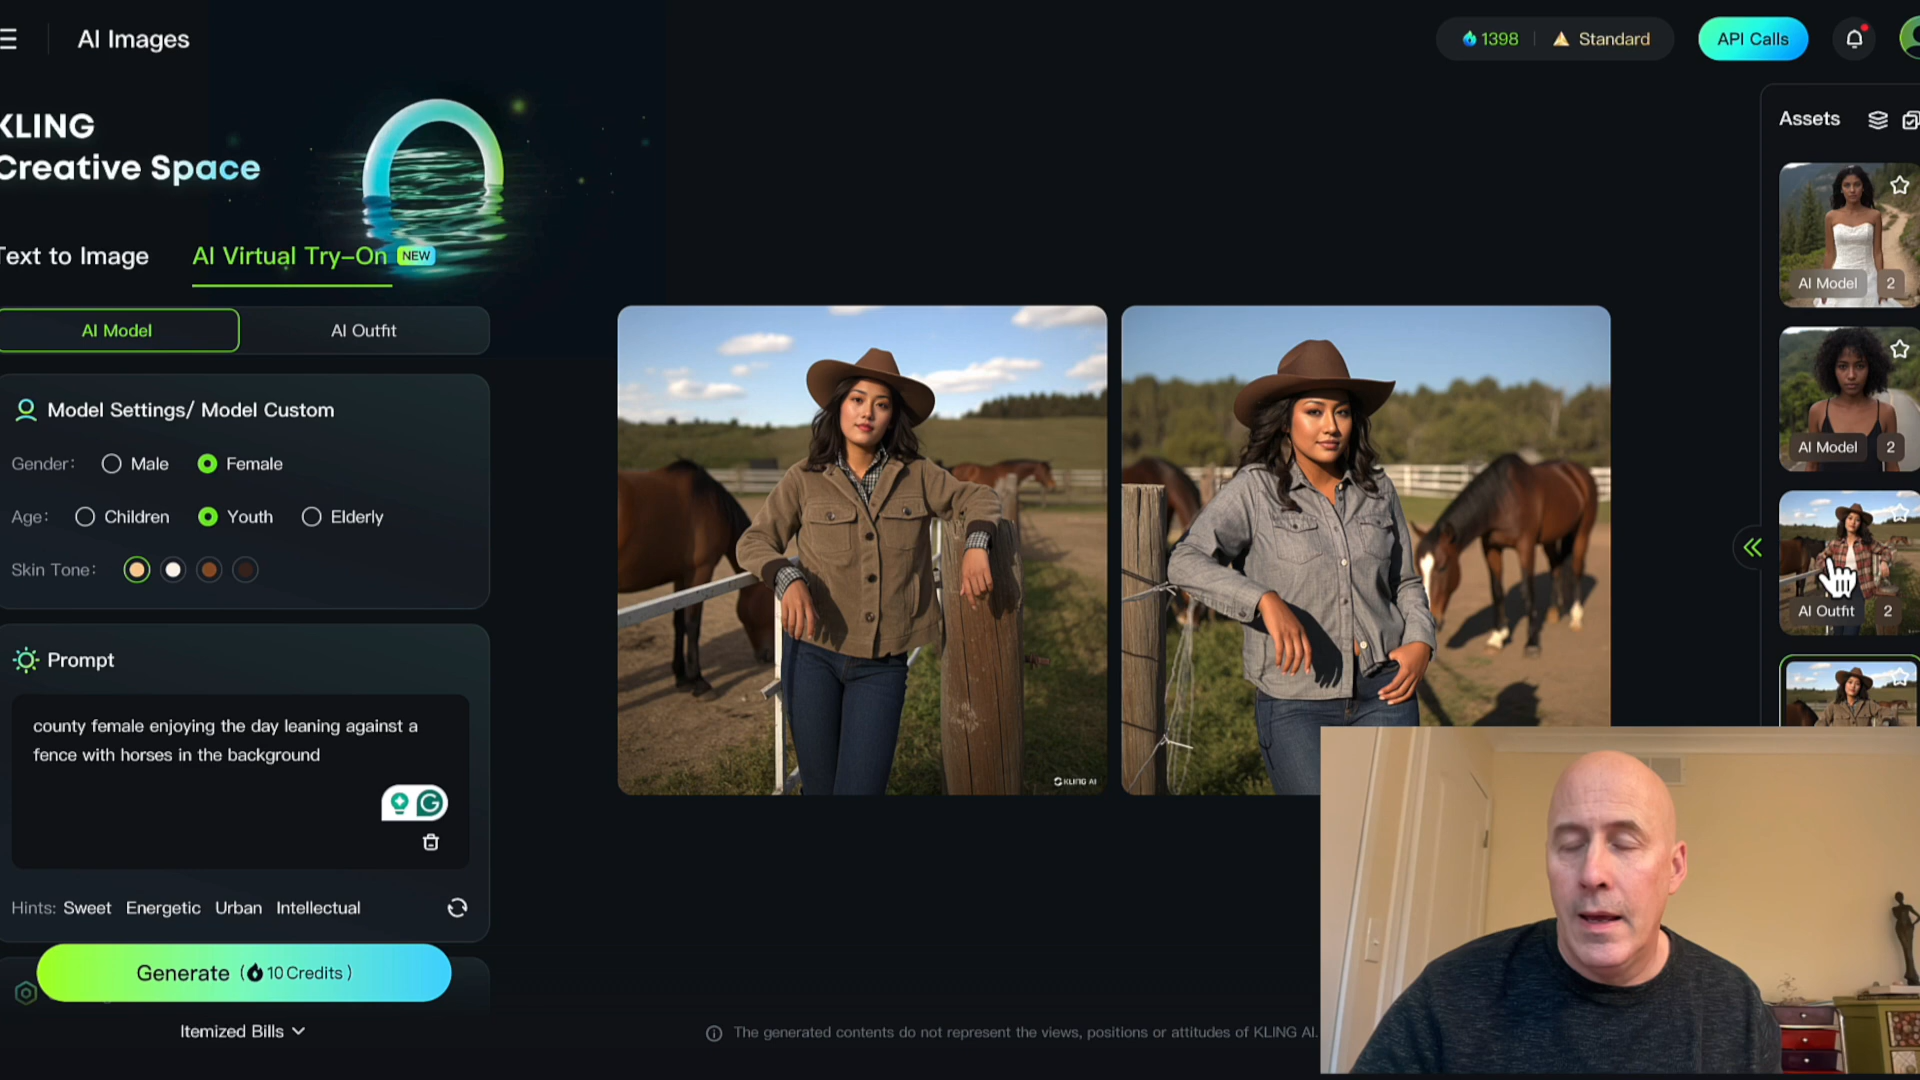 AI Images
1398
Standard
API Calls
KLING
Creative Space
Text to Image
AI Virtual Try-On NEW
AI Model
AI Outfit
Model Settings/ Model Custom
Gender:
Male
Female
Age:
Children
Youth
Elderly
Skin Tone:
Prompt
county female enjoying the day leaning against a
fence with horses in the background
Hints: Sweet Energetic Urban Intellectual
Generate (10 Credits)
Itemized Bills
KLING AI
The generated contents do not represent the views, positions or attitudes of KLING AI.
Assets
AI Model 2
AI Model 2
AI Outfit 2